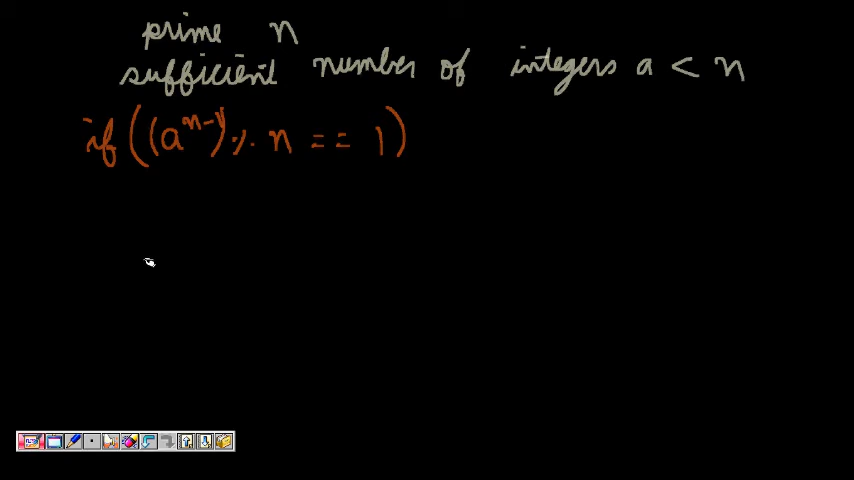 prime n
sufficient number of integers a < n
if ((a^{n-1}) % n == 1)